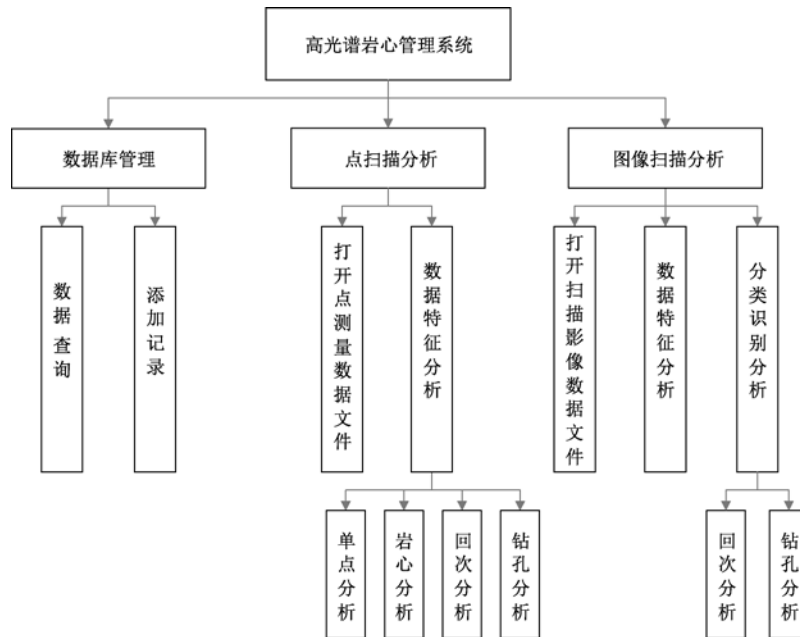 高光谱岩心管理系统
数据库管理
点扫描分析
图像扫描分析
数据查询
添加记录
打开点测量数据文件
数据特征分析
打开扫描影像数据文件
数据特征分析
分类识别分析
单点分析
岩心分析
回次分析
钻孔分析
回次分析
钻孔分析